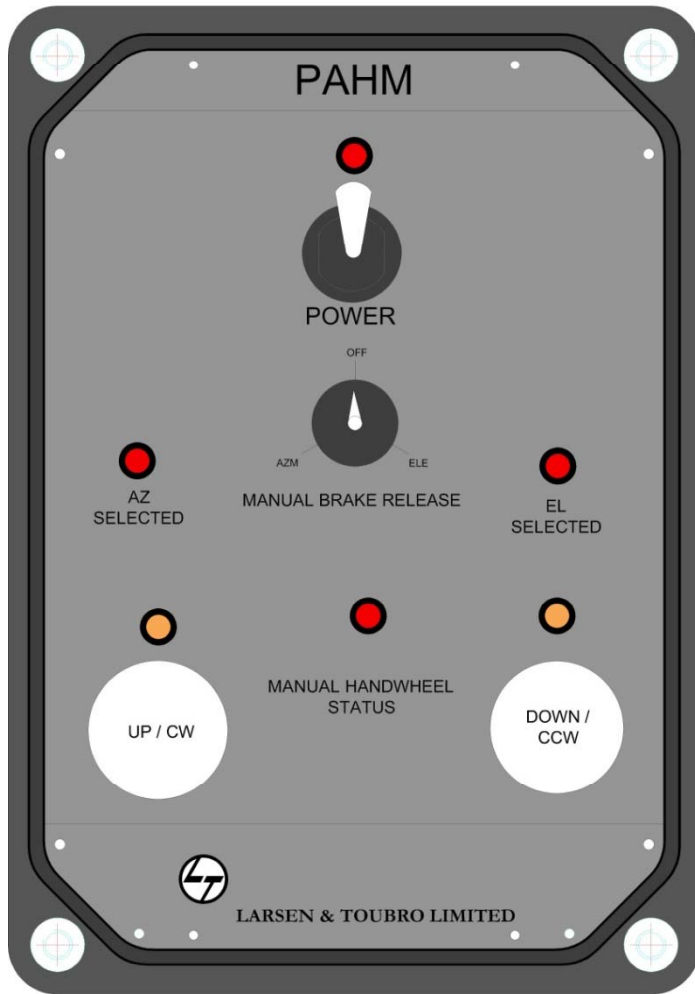 PAHM
POWER
OFF
AZM
ELE
MANUAL BRAKE RELEASE
AZ
SELECTED
EL
SELECTED
MANUAL HANDWHEEL
STATUS
UP / CW
DOWN /
CCW
LT
LARSEN & TOUBRO LIMITED